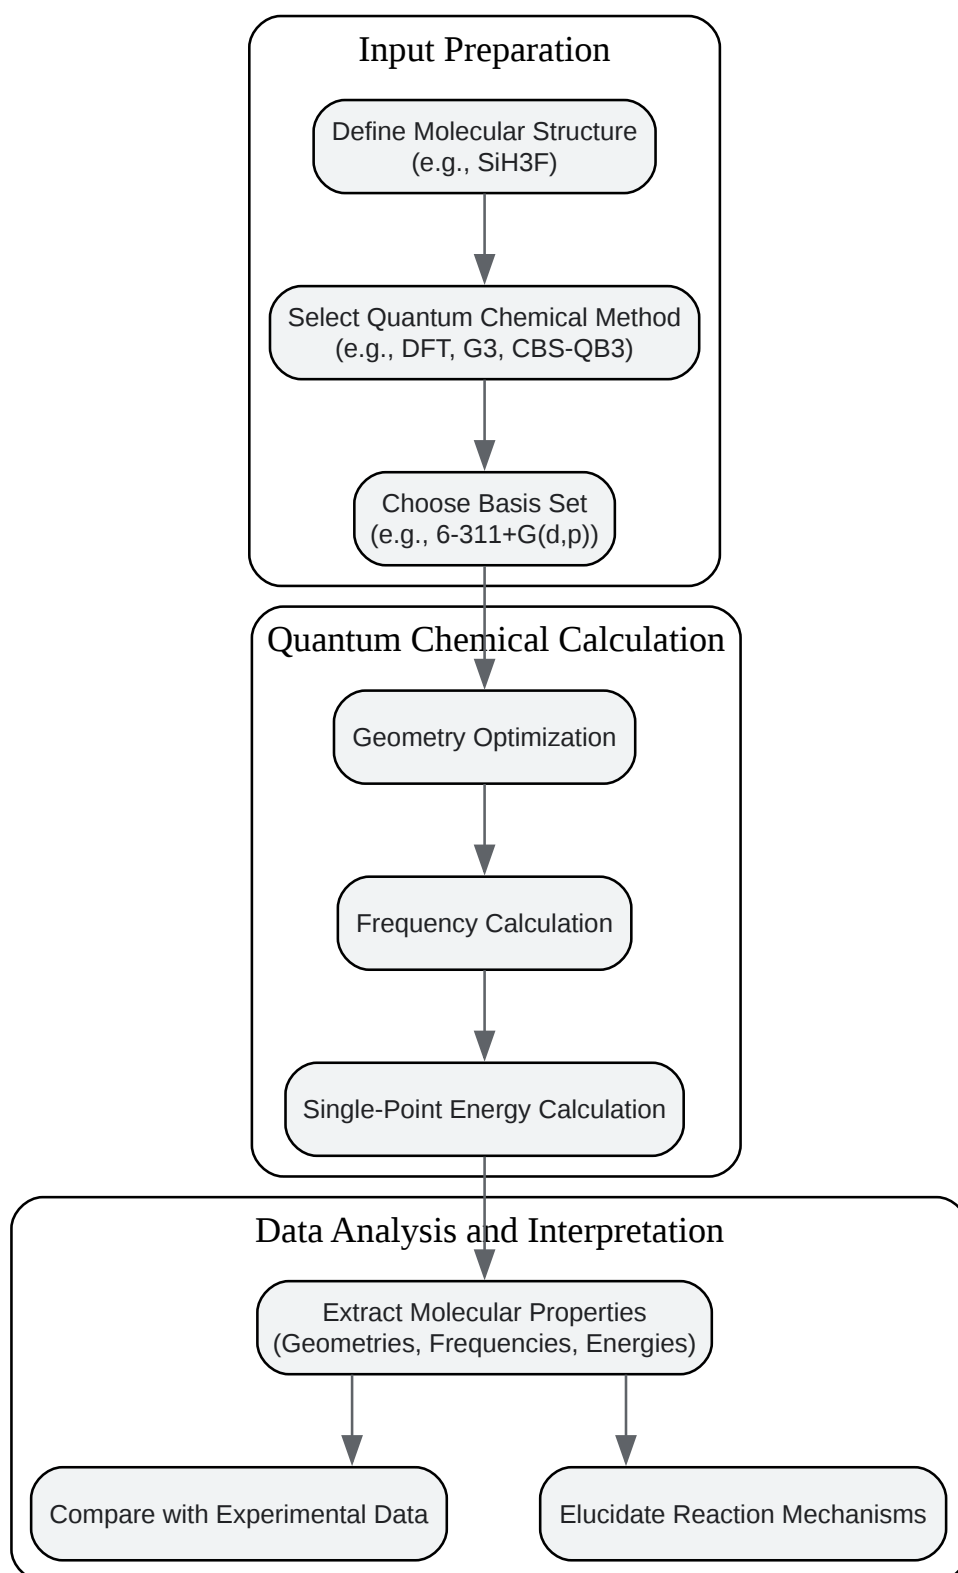 Input Preparation
Define Molecular Structure
(e.g., SiH3F)
Select Quantum Chemical Method
(e.g., DFT, G3, CBS-QB3)
Choose Basis Set
(e.g., 6-311+G(d,p))
Quantum Chemical Calculation
Geometry Optimization
Frequency Calculation
Single-Point Energy Calculation
Data Analysis and Interpretation
Extract Molecular Properties
(Geometries, Frequencies, Energies)
Compare with Experimental Data
Elucidate Reaction Mechanisms